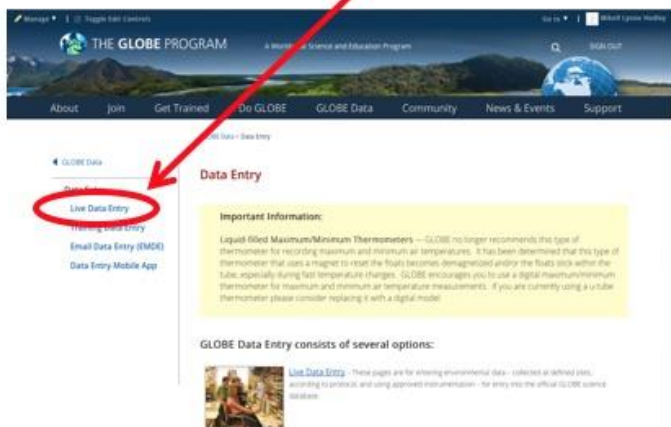 Manage Toggle Edit Controls
Go to
THE GLOBE PROGRAM
A Worldwide Science and Education Program
SIGN OUT
About Join Get Trained Do GLOBE GLOBE Data Community News & Events Support
Data Entry
GLOBE Data
Data Entry
Live Data Entry
Training Data Entry
Email Data Entry (EMDE)
Data Entry Mobile App
Data Entry
Important Information:
Liquid-filled Maximum/Minimum Thermometers — GLOBE no longer recommends this type of
thermometer for recording maximum and minimum air temperatures. It has been determined that this type of
thermometer that uses a magnet to reset the floats becomes demagnetized and/or the floats stick within the
tube, especially during fast temperature changes. GLOBE encourages you to use a digital maximum/minimum
thermometer for maximum and minimum air temperature measurements. If you are currently using a u-tube
thermometer please consider replacing it with a digital model.
GLOBE Data Entry consists of several options:
Live Data Entry - These pages are for entering environmental data - collected at defined sites,
according to protocol, and using approved instrumentation - for entry into the official GLOBE science
database.